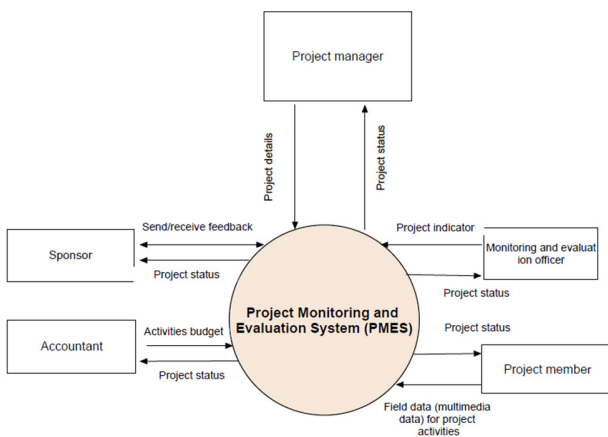 Project manager
Project details
Project status
Send/receive feedback
Sponsor
Project status
Project indicator
Monitoring and evaluat
ion officer
Project status
Project Monitoring and
Evaluation System (PMES)
Activities budget
Accountant
Project status
Project status
Project member
Field data (multimedia
data) for project
activities